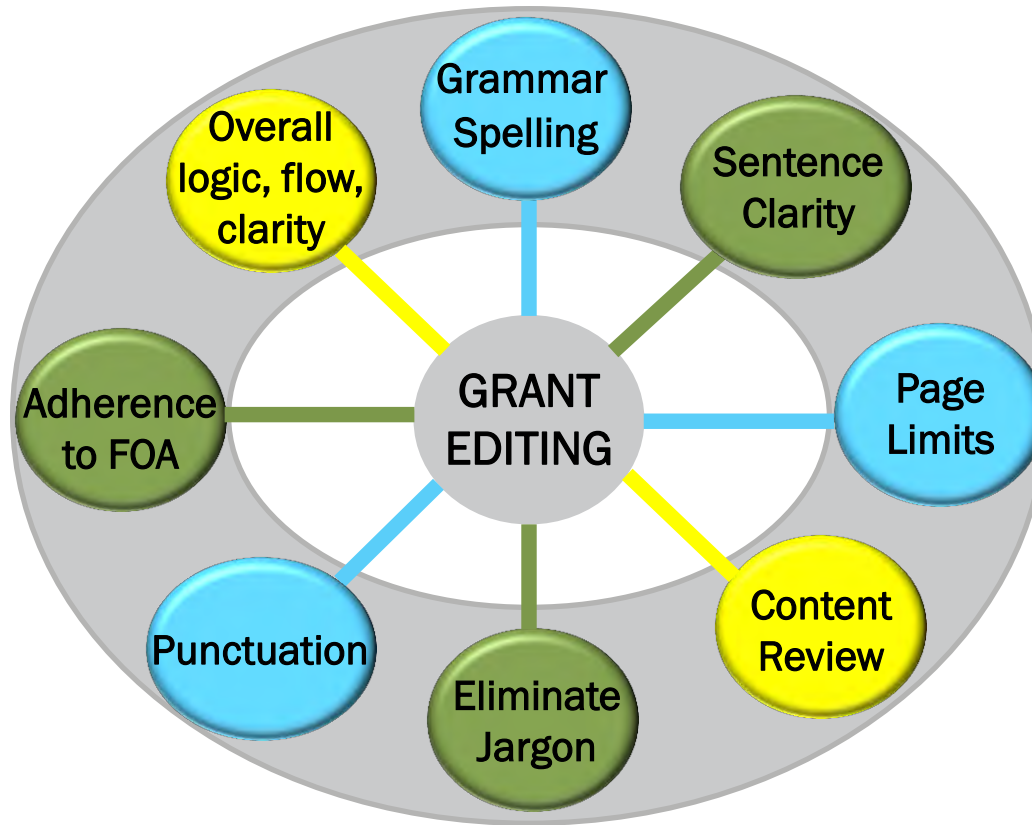 Grammar
Spelling
Overall
logic, flow,
clarity
Sentence
Clarity
Adherence
to FOA
GRANT
EDITING
Page
Limits
Punctuation
Content
Review
Eliminate
Jargon